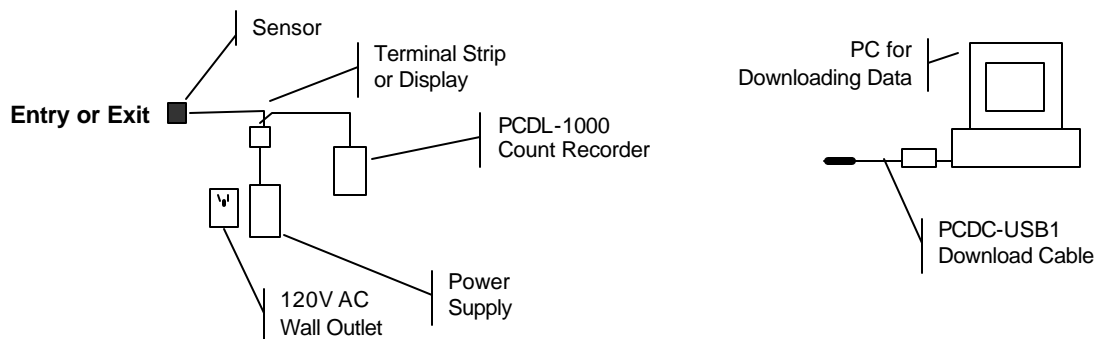 Sensor
Terminal Strip
or Display
Entry or Exit
PCDL-1000
Count Recorder
Power
Supply
120V AC
Wall Outlet
PC for
Downloading Data
PCDC-USB1
Download Cable